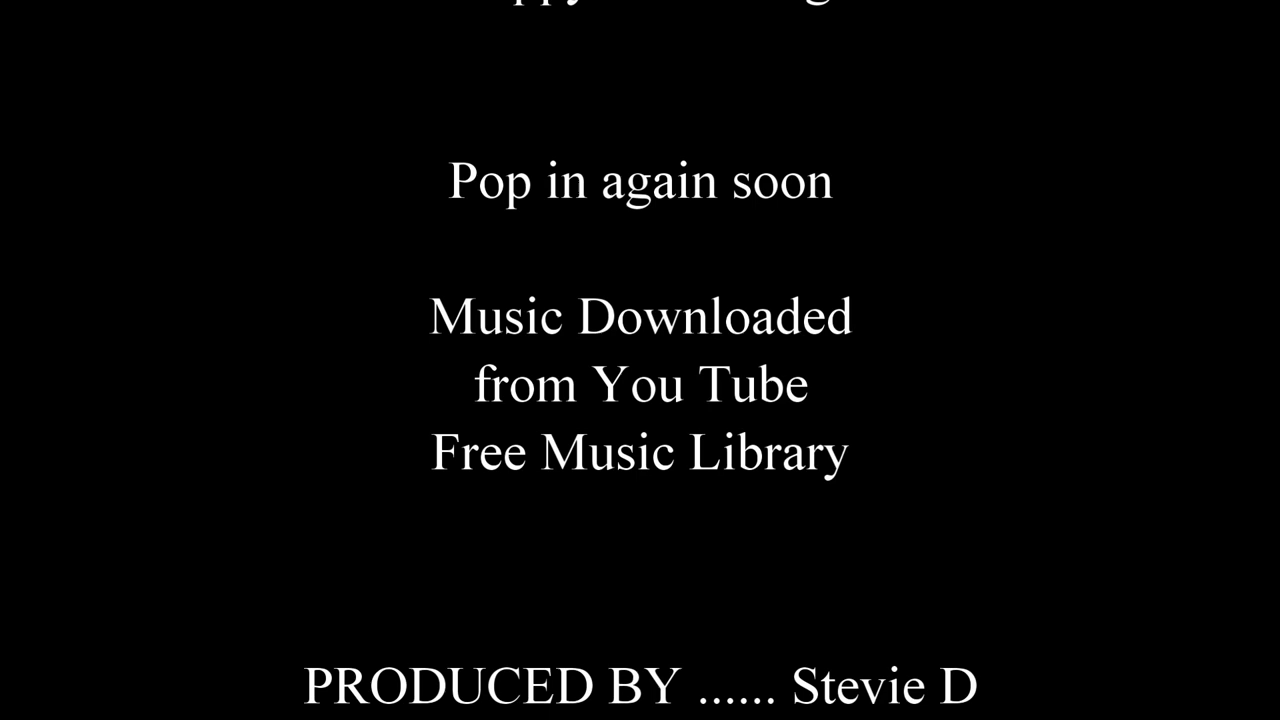 Pop in again soon
Music Downloaded
from You Tube
Free Music Library
PRODUCED BY ...... Stevie D